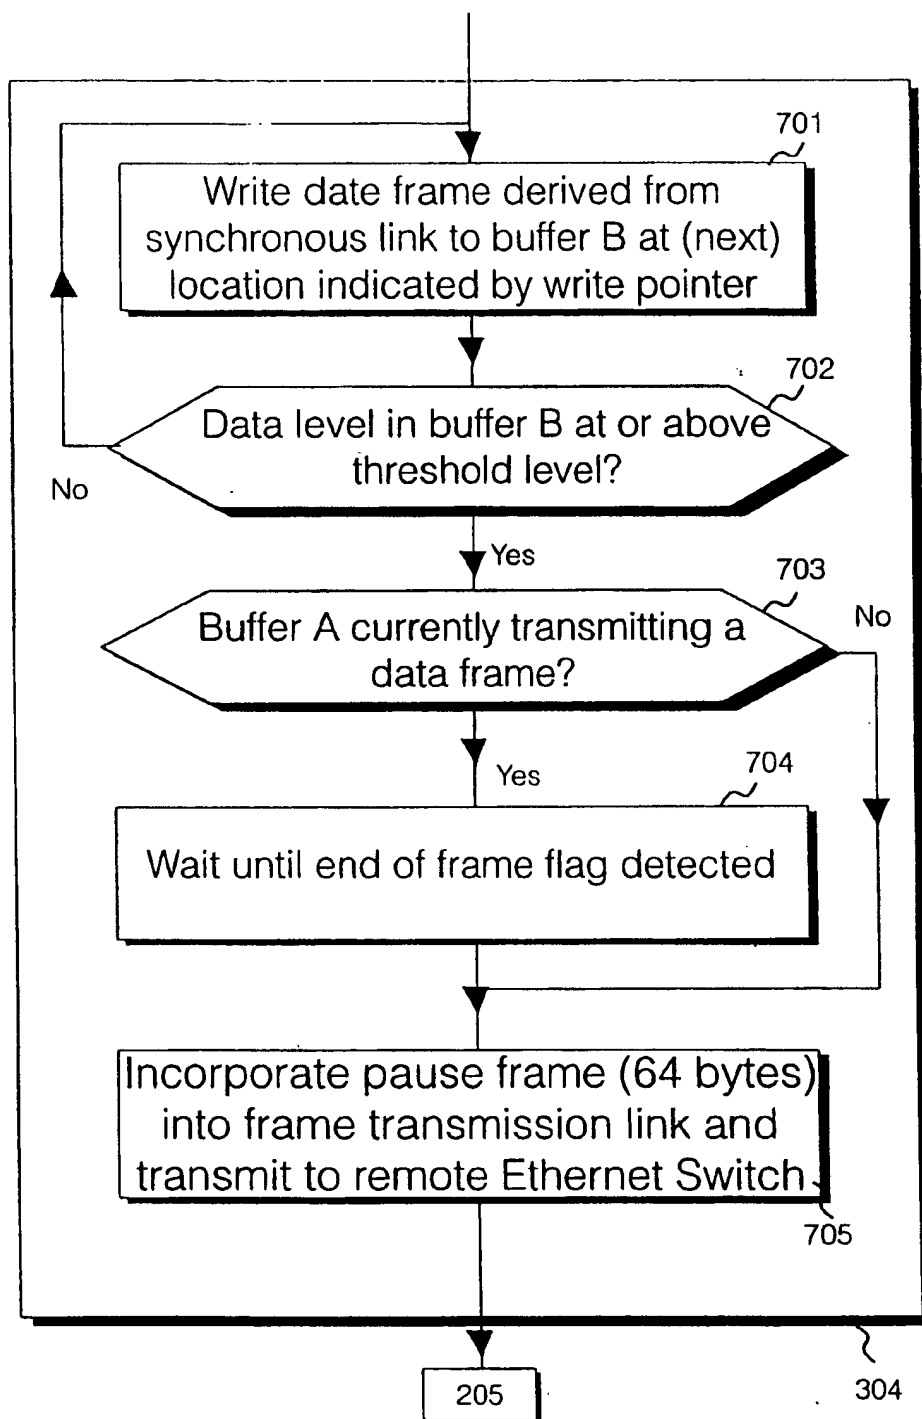 701
Write date frame derived from
synchronous link to buffer B at (next)
location indicated by write pointer
702
Data level in buffer B at or above
threshold level?
No
Yes
703
Buffer A currently transmitting a
data frame?
No
Yes
704
Wait until end of frame flag detected
Incorporate pause frame (64 bytes)
into frame transmission link and
transmit to remote Ethernet Switch
705
304
205